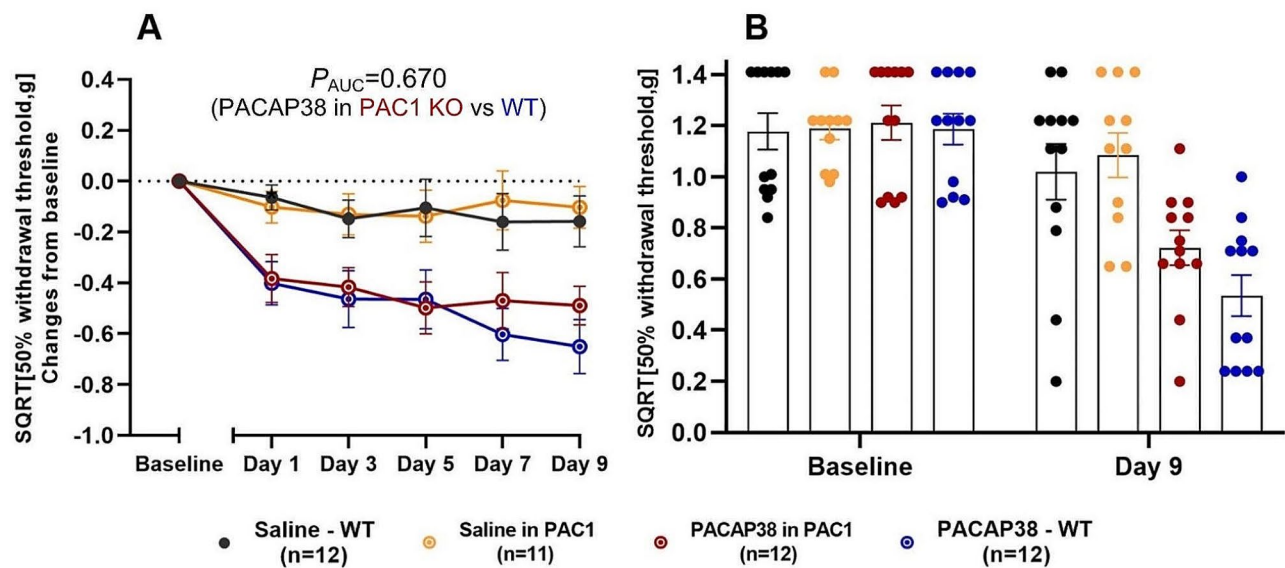 A
SQRT[50% withdrawal threshold,g]
Changes from baseline
P AUC=0.670
(PACAP38 in PAC1 KO vs WT)
0.4
0.2
0.0
-0.2
-0.4
-0.6
-0.8
-1.0
Baseline Day 1 Day 3 Day 5 Day 7 Day 9
B
SQRT[50% withdrawal threshold,g]
1.4
1.2
1.0
0.8
0.6
0.4
0.2
0.0
Baseline Day 9
Saline - WT
(n=12)
Saline in PAC1
(n=11)
PACAP38 in PAC1
(n=12)
PACAP38 - WT
(n=12)